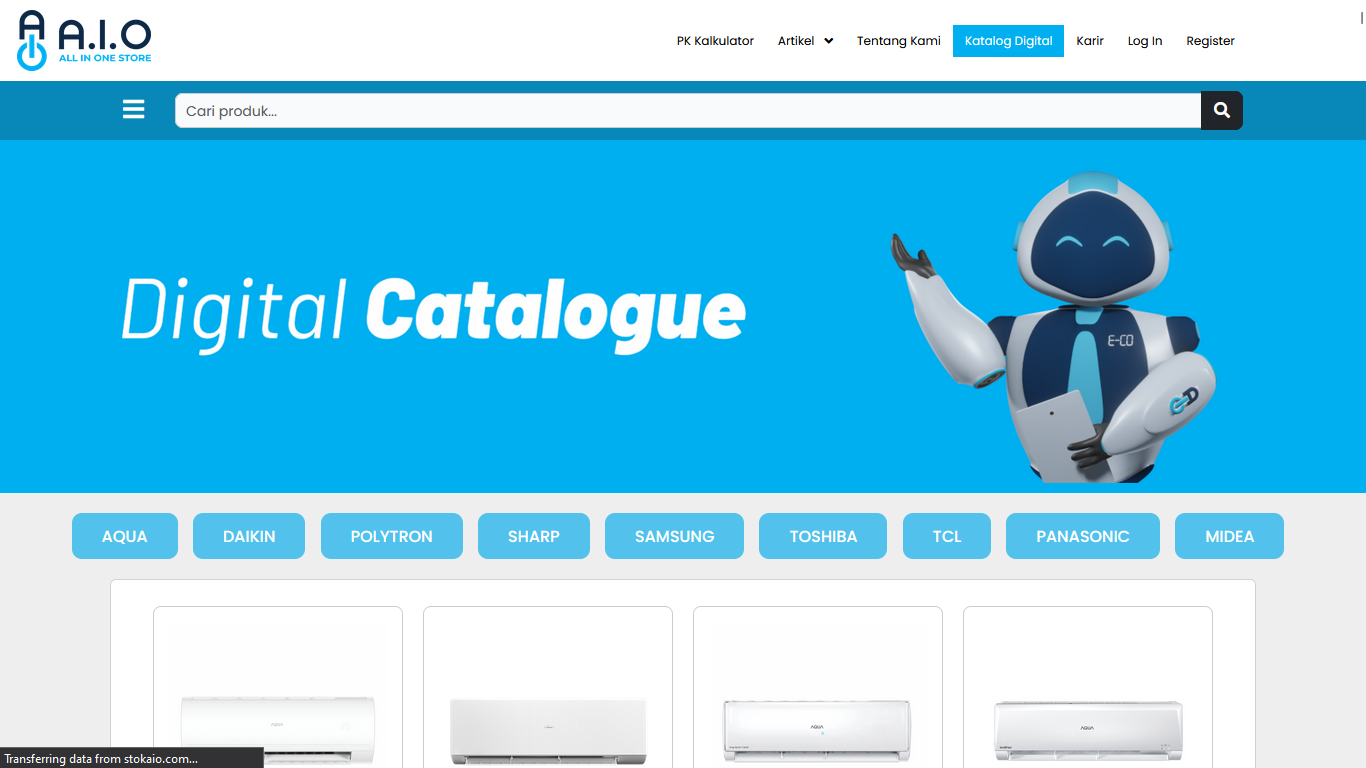 A.I.O
ALL IN ONE STORE
PK Kalkulator
Artikel
Tentang Kami
Katalog Digital
Karir
Log In
Register
Cari produk...
Digital Catalogue
E-CO
AQUA
DAIKIN
POLYTRON
SHARP
SAMSUNG
TOSHIBA
TCL
PANASONIC
MIDEA
AQUA
AQUA
AQUA
Transferring data from stokaio.com...